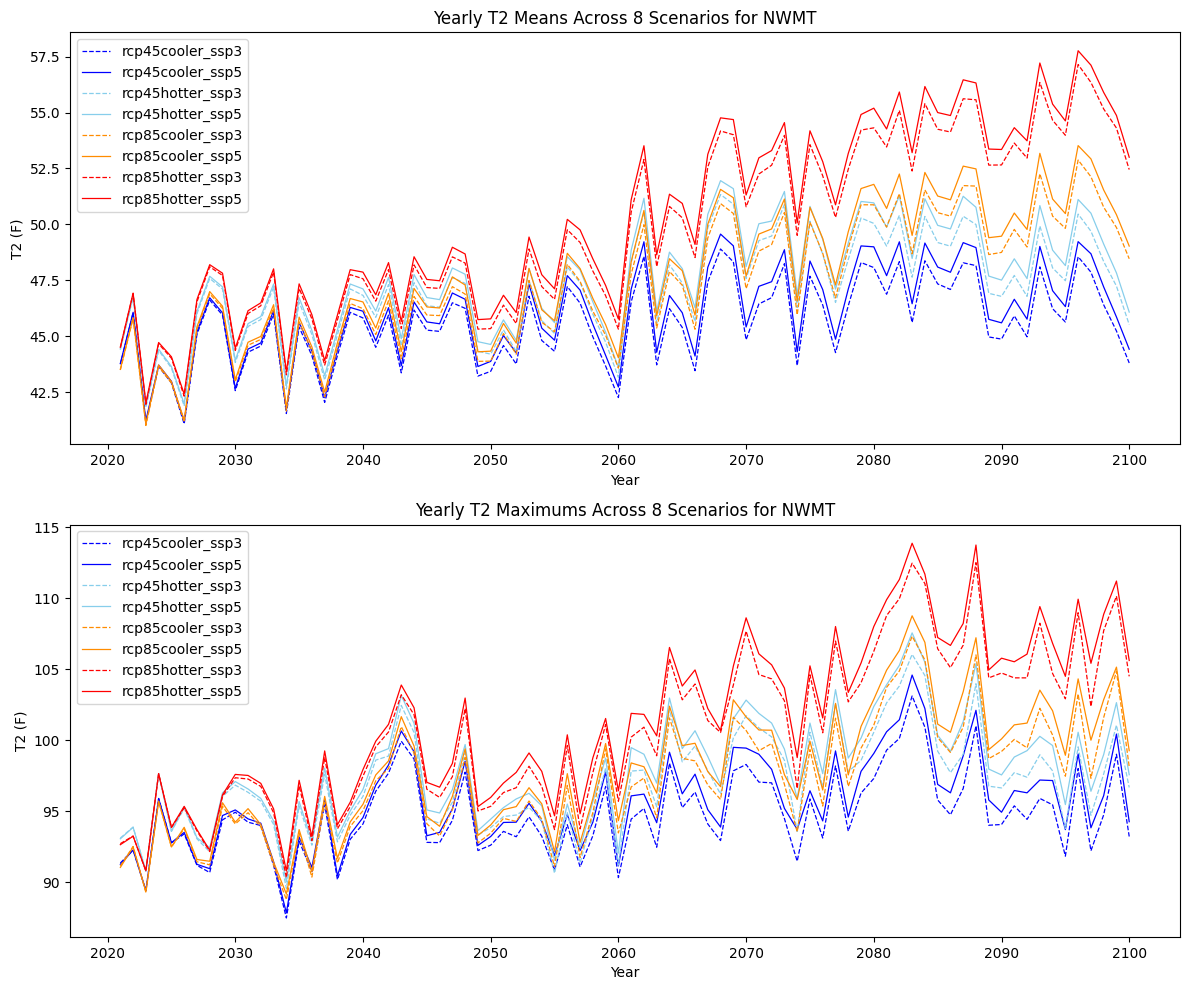 Yearly T2 Means Across 8 Scenarios for NWMT
rcp45cooler_ssp3
rcp45cooler_ssp5
rcp45hotter_ssp3
rcp45hotter_ssp5
rcp85cooler_ssp3
rcp85cooler_ssp5
rcp85hotter_ssp3
rcp85hotter_ssp5
57.5
55.0
52.5
50.0
47.5
45.0
42.5
T2 (F)
2020 2030 2040 2050 2060 2070 2080 2090 2100
Year
Yearly T2 Maximums Across 8 Scenarios for NWMT
rcp45cooler_ssp3
rcp45cooler_ssp5
rcp45hotter_ssp3
rcp45hotter_ssp5
rcp85cooler_ssp3
rcp85cooler_ssp5
rcp85hotter_ssp3
rcp85hotter_ssp5
115
110
105
100
95
90
T2 (F)
2020 2030 2040 2050 2060 2070 2080 2090 2100
Year